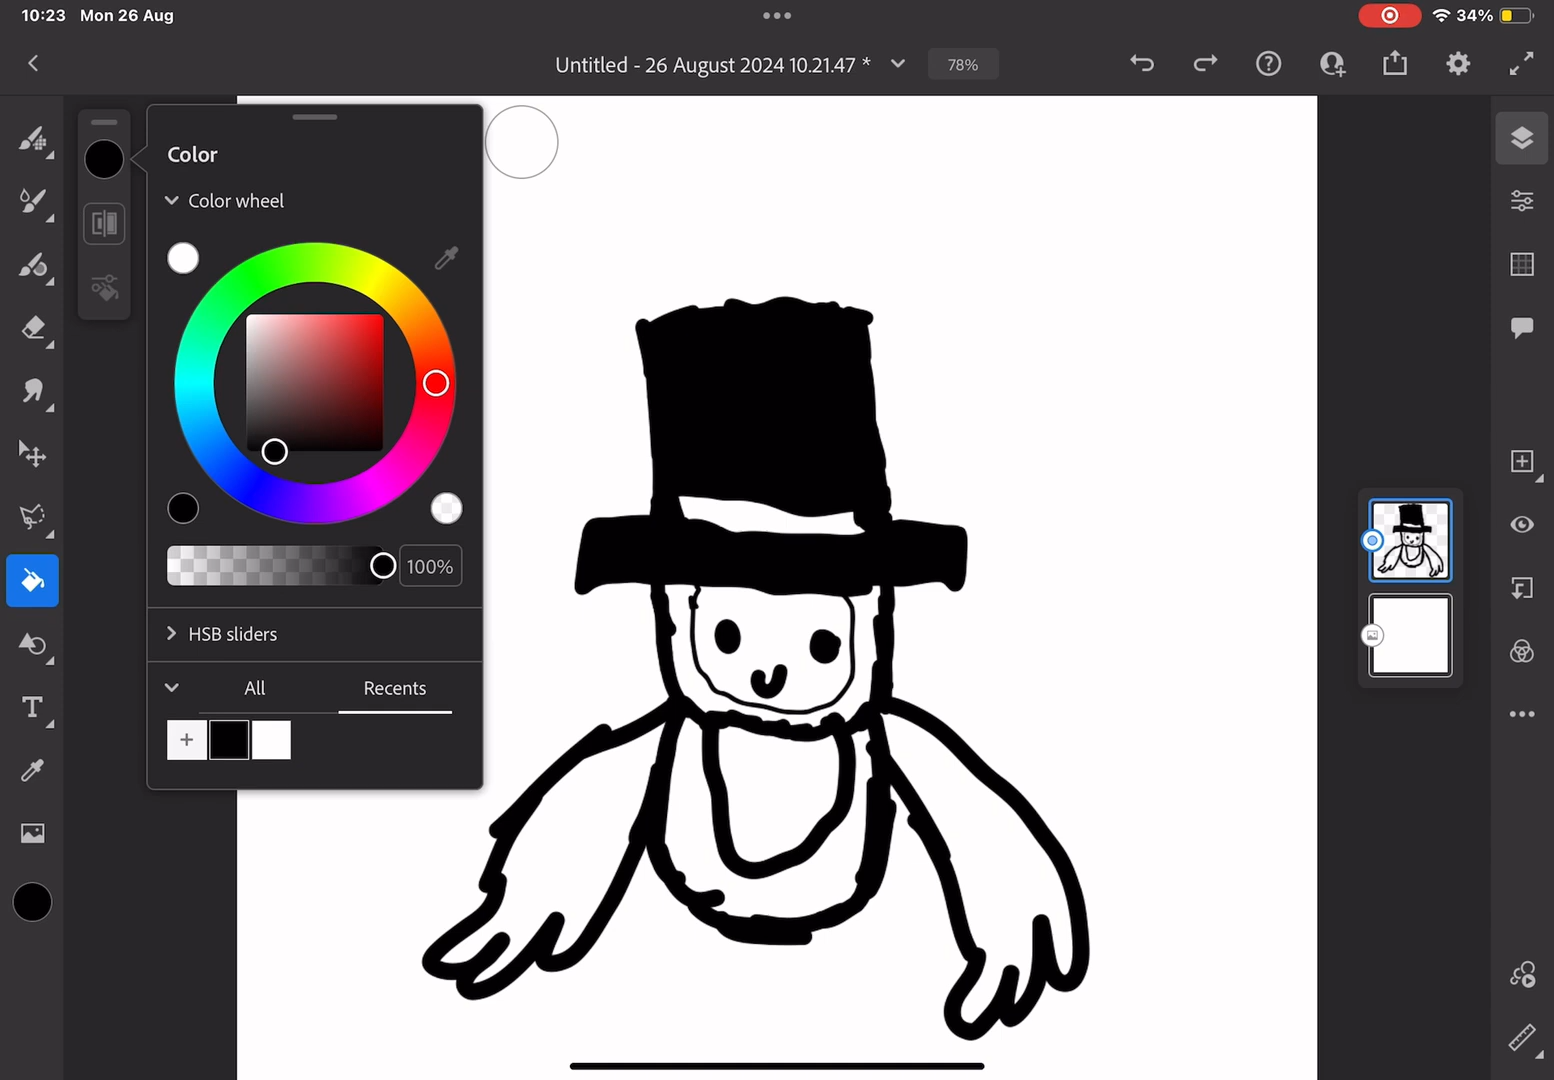 10:23 Mon 26 Aug
34%
Untitled - 26 August 2024 10.21.47 *
78%
Color
Color wheel
100%
HSB sliders
All Recents
T